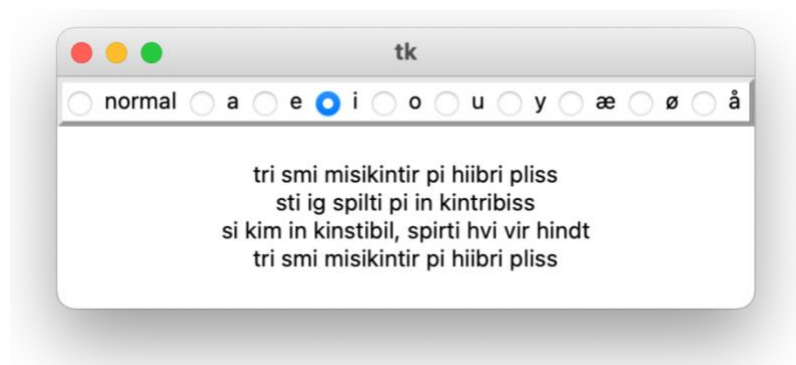 tk
normal a e i o u y æ ø å
tri smi misikintir pi hiibri pliss
sti ig spilti pi in kintribiss
si kim in kinstibil, spirti hvi vir hindt
tri smi misikintir pi hiibri pliss